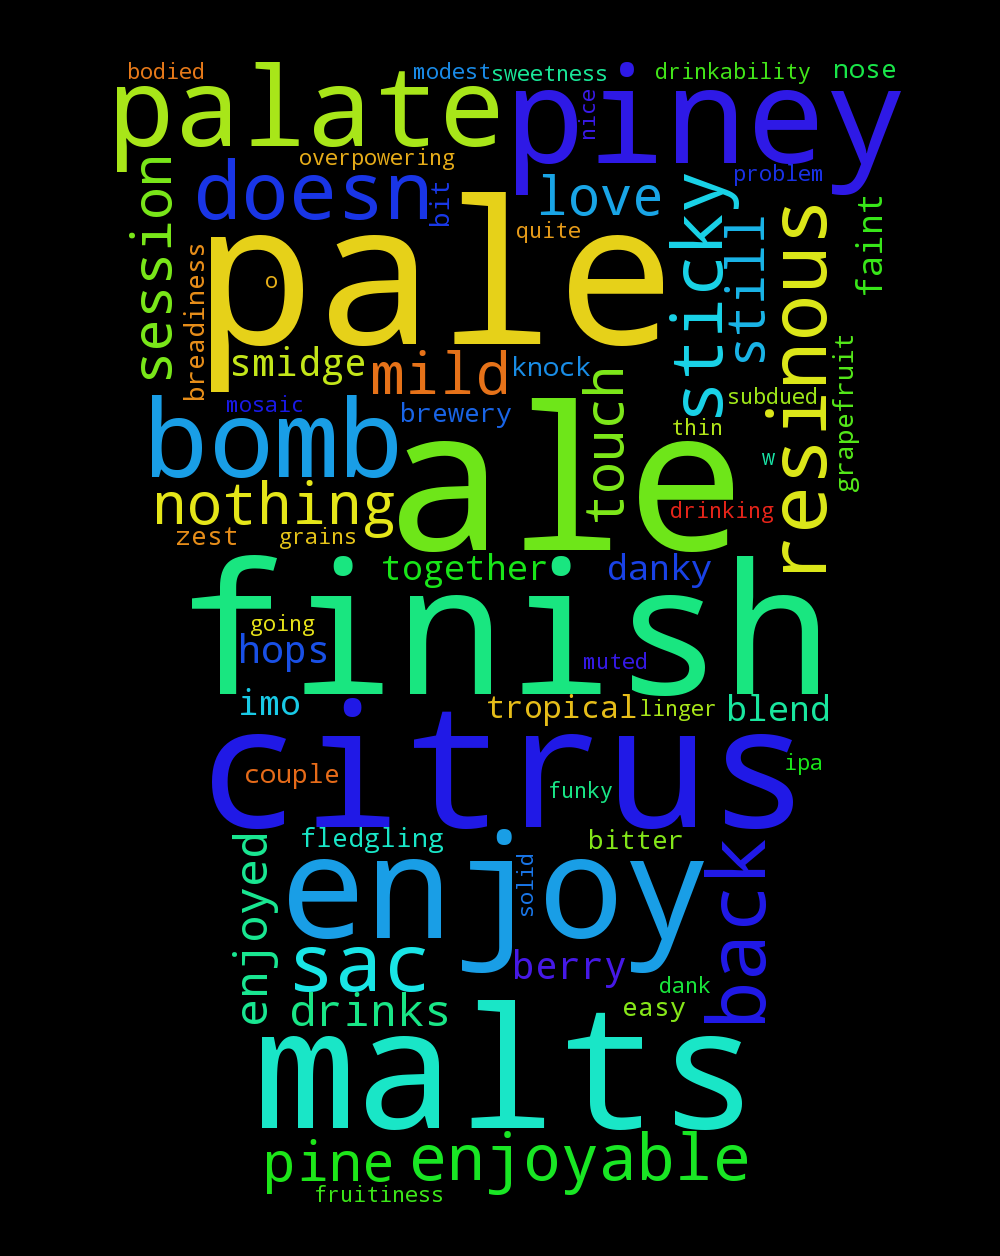 bodied
palate
modest
sweetness
piney
nice
drinkability
nose
overpowering
session
doesn
bit
love
sticky
problem
faint
quite
still
resinous
pale
o
breadiness
smidge
mild
knock
touch
grapefruit
mosaic
brewery
subdued
bomb
ale
thin
w
nothing
drinking
zest
grains
together
danky
finish
going
hops
muted
imo
tropical
linger
blend
citrus
couple
funky
ipa
fledgling
bitter
enjoyed
enjoy
solid
back
sac
berry
dank
drinks
easy
malts
pine
enjoyable
fruitiness